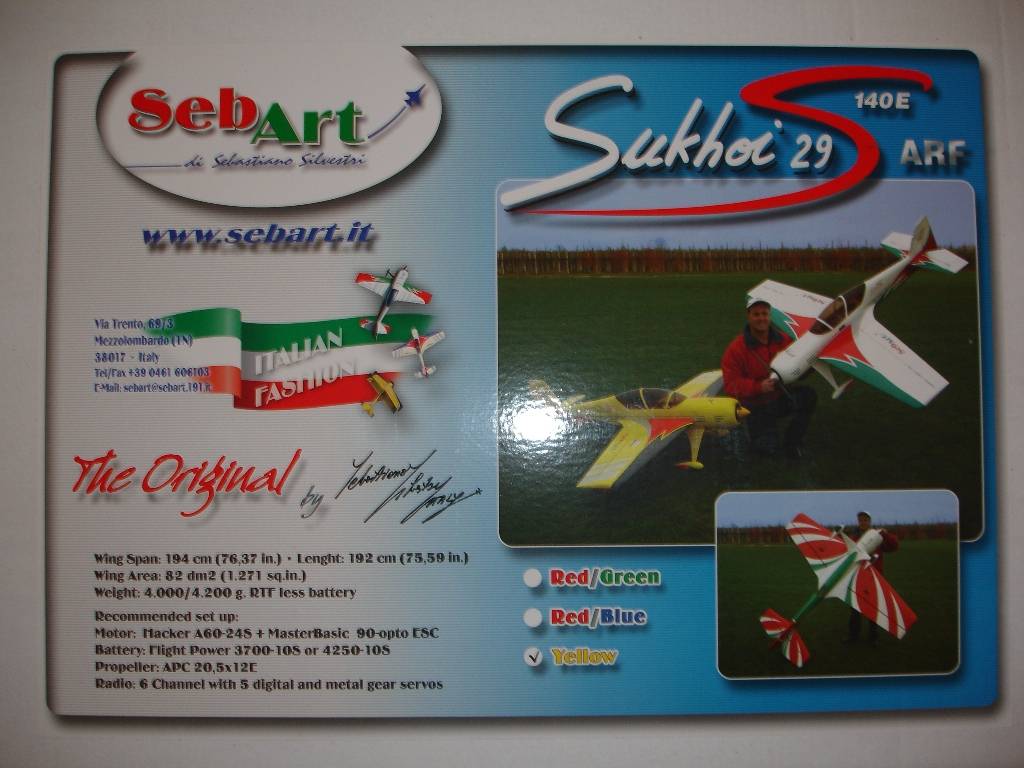 SebArt
di Sebastiano Silvestri
www.sebart.it
Via Trento, 69/3
Mezzolombardo (TN)
38017 - Italy
Tel/Fax +39 0461 606103
E-Mail: sebart@sebart.191.it
ITALIAN
FASHION
The Original
by
ITALY
Wing Span: 194 cm (76,37 in.) • Lenght: 192 cm (75,59 in.)
Wing Area: 82 dm2 (1.271 sq.in.)
Weight: 4.000/4.200 g. RTF less battery
Recommended set up:
Motor: Hacker A60-24S + MasterBasic 90-opto ESC
Battery: Flight Power 3700-10S or 4250-10S
Propeller: APC 20,5x12E
Radio: 6 Channel with 5 digital and metal gear servos
Sukhoi 29 S
140E
ARF
Red/Green
Red/Blue
Yellow